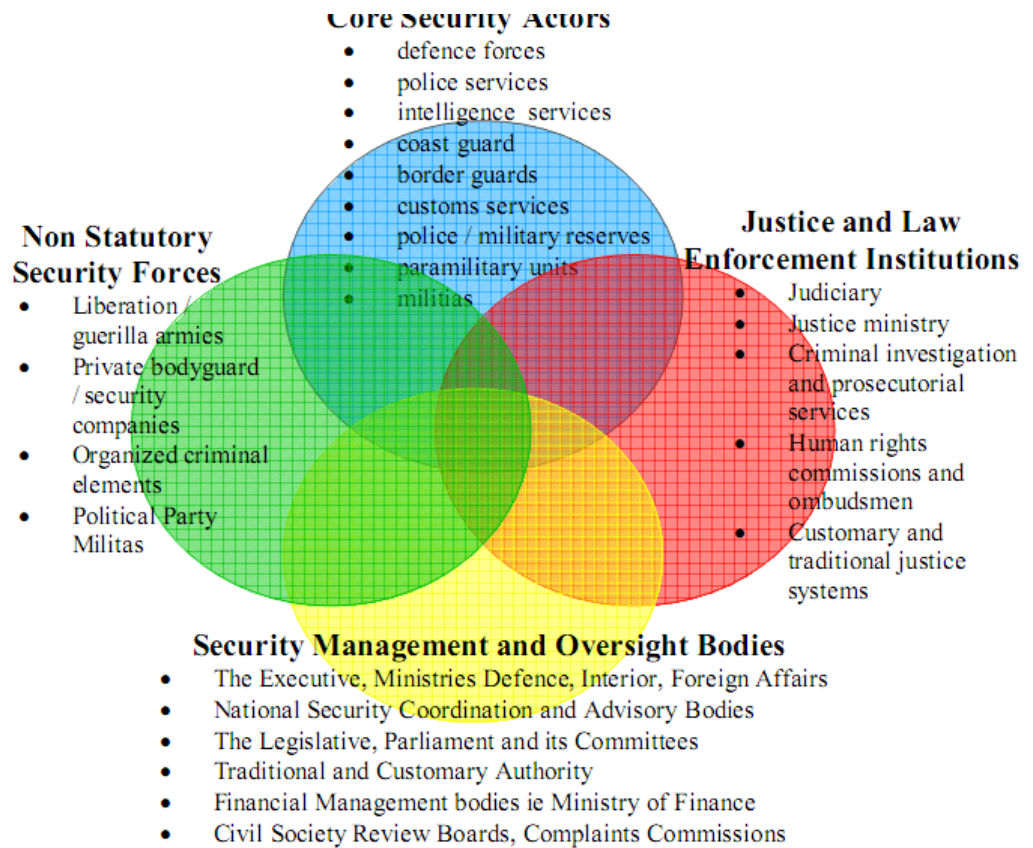 Core Security Actors
• defence forces
• police services
• intelligence services
• coast guard
• border guards
• customs services
• police / military reserves
• paramilitary units
• militias
Non Statutory
Security Forces
• Liberation /
guerilla armies
• Private bodyguard
/ security
companies
• Organized criminal
elements
• Political Party
Militas
Justice and Law
Enforcement Institutions
• Judiciary
• Justice ministry
• Criminal investigation
and prosecutorial
services
• Human rights
commissions and
ombudsmen
• Customary and
traditional justice
systems
Security Management and Oversight Bodies
• The Executive, Ministries Defence, Interior, Foreign Affairs
• National Security Coordination and Advisory Bodies
• The Legislative, Parliament and its Committees
• Traditional and Customary Authority
• Financial Management bodies ie Ministry of Finance
• Civil Society Review Boards, Complaints Commissions